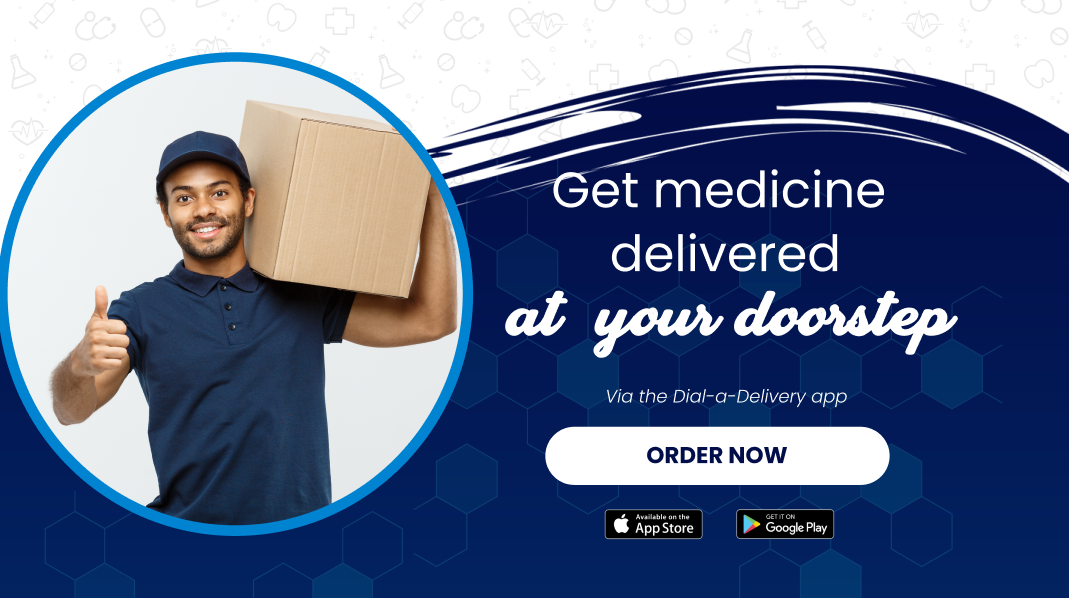 Get medicine
delivered
at your doorstep
Via the Dial-a-Delivery app
ORDER NOW
Available on the
App Store
GET IT ON
Google Play